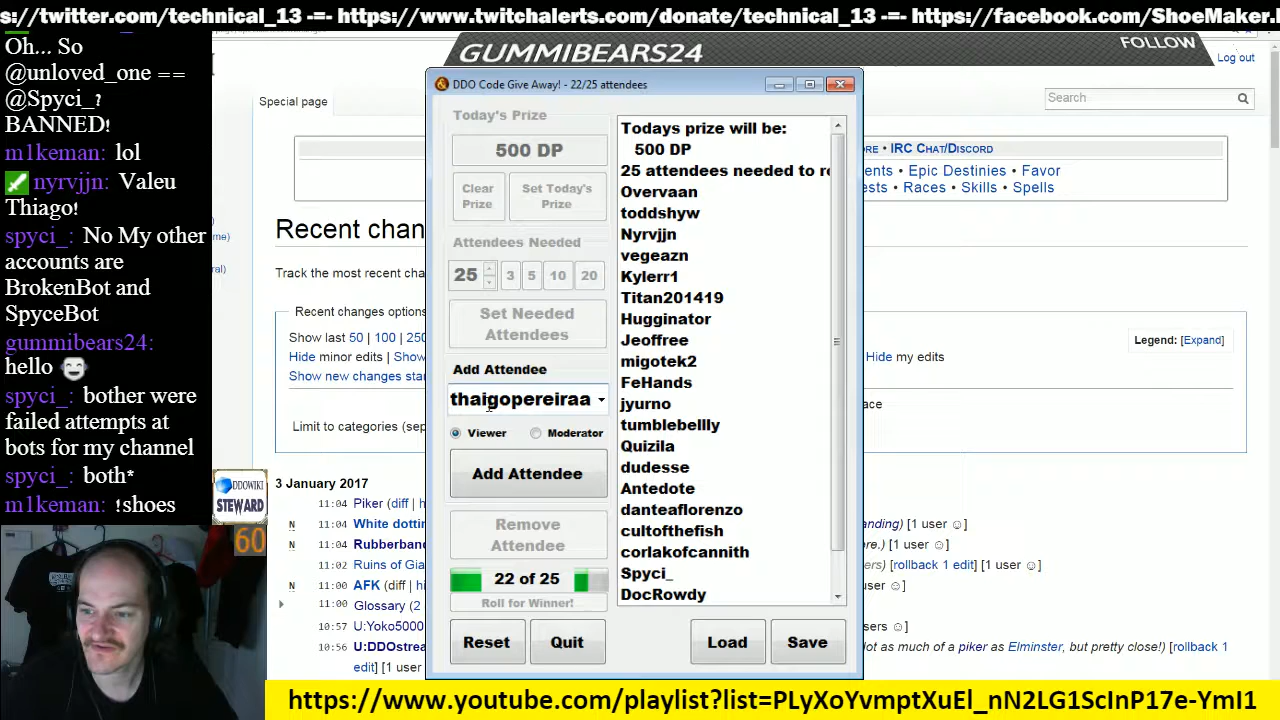 s://twitter.com/technical_13 -=- https://www.twitchalerts.com/donate/technical_13 -=- https://facebook.com/ShoeMaker.
Oh... So
@unloved_one ==
@Spyci_?
BANNED!
m1keman: lol
nyrvjjn: Valeu
Thiago!
spyci_: No My other
accounts are
BrokenBot and
SpyceBot
gummibears24:
hello
spyci_: bother were
failed attempts at
bots for my channel
spyci_: both*
m1keman: !shoes
GUMMIBEARS24
FOLLOW
Log out
Special page
Search
IRC Chat/Discord
Epic Destinies • Favor
Races • Skills • Spells
Recent chan
Track the most recent cha
Recent changes options
Show last 50 | 100 |
Hide minor edits | Show
Hide my edits
Show new changes sta
Legend: [Expand]
Limit to categories (sep
3 January 2017
11:04 Piker (diff | h
N 11:04 White dotti
N 11:04 Rubberband
11:02 Ruins of Gia
N 11:00 AFK (diff | hi
11:00 Glossary (2
10:57 U:Yoko5000
10:56 U:DDOstrea
edit] [1 user
[1 user ☺]
[1 user ☺]
[rollback 1 edit] [1 user ☺]
ot as much of a piker as Elminster, but pretty close!) [rollback 1
DDO Code Give Away! - 22/25 attendees
Today's Prize
500 DP
Clear
Prize
Set Today's
Prize
Attendees Needed
25 3 5 10 20
Set Needed
Attendees
Add Attendee
thaigopereiraa
Viewer Moderator
Add Attendee
Remove
Attendee
22 of 25
Roll for Winner!
Reset Quit Load Save
Todays prize will be:
500 DP
25 attendees needed to r
Overvaan
toddshyw
Nyrvjjn
vegeazn
Kylerr1
Titan201419
Hugginator
Jeoffree
migotek2
FeHands
jyurno
tumblebellly
Quizila
dudesse
Antedote
danteaflorenzo
cultofthefish
corlakofcannith
Spyci_
DocRowdy
DDOWIKI
STEWARD
60
https://www.youtube.com/playlist?list=PLyXoYvmptXuEl_nN2LG1ScInP17e-YmI1